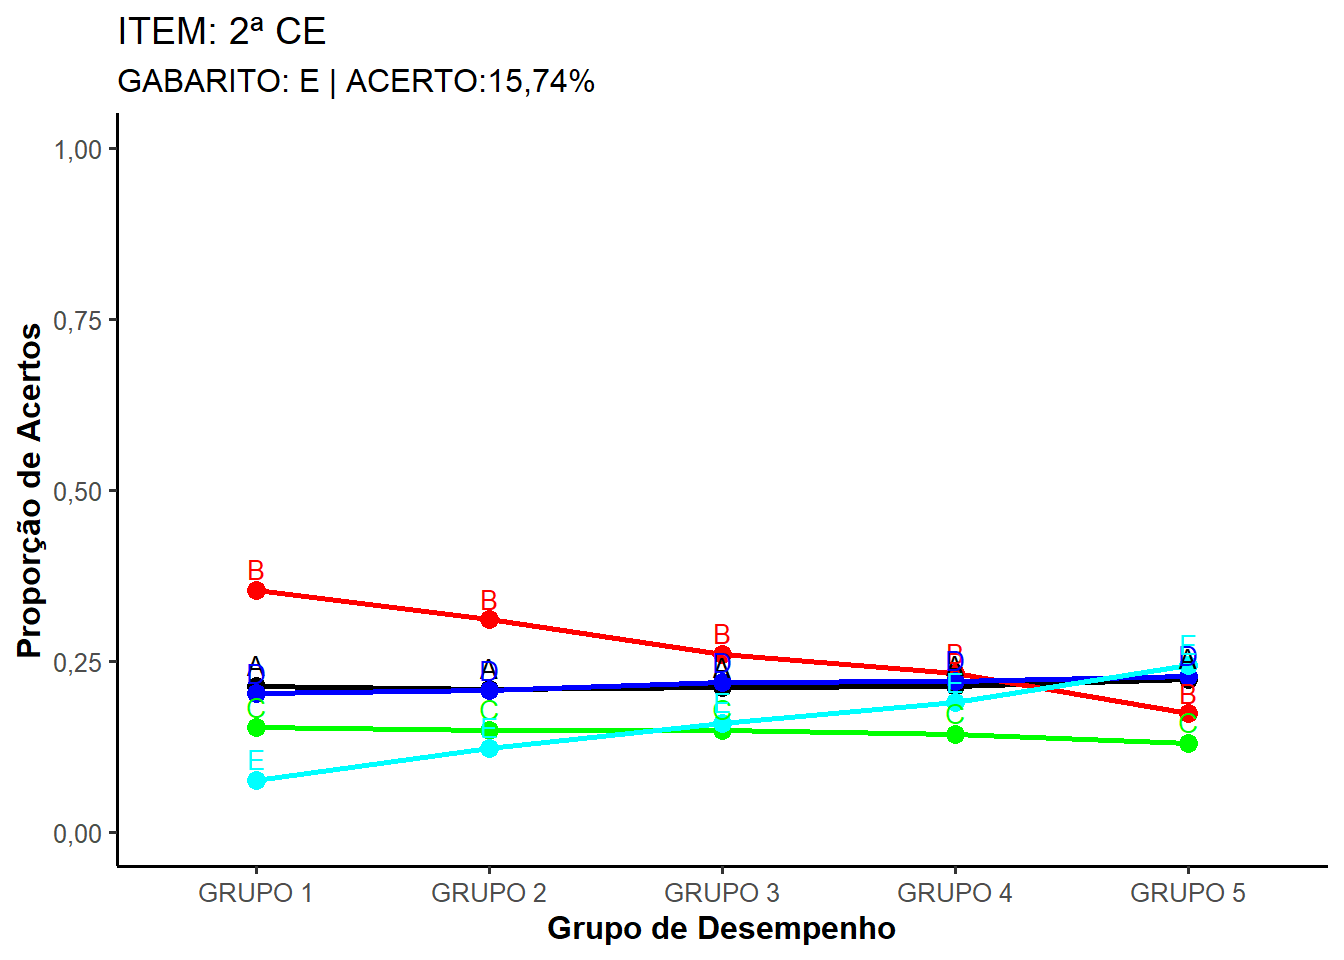 ITEM: 2ª CE
GABARITO: E | ACERTO:15,74%
1,00
0,75
0,50
0,25
0,00
Proporção de Acertos
B
B
B
B
B
A
A
A
A
A
D
D
D
D
D
C
C
C
C
C
E
E
E
E
E
GRUPO 1
GRUPO 2
GRUPO 3
GRUPO 4
GRUPO 5
Grupo de Desempenho